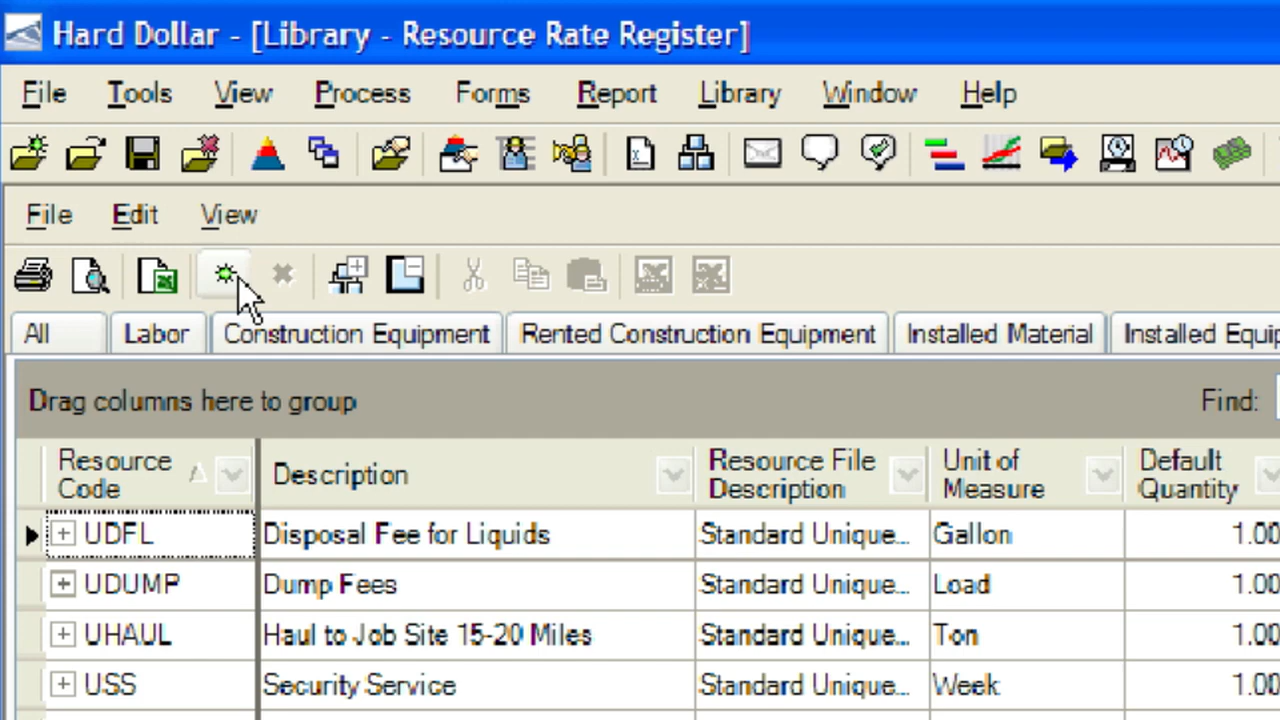 Hard Dollar - [Library - Resource Rate Register]
File Tools View Process Forms Report Library Window Help
File Edit View
All Labor Construction Equipment Rented Construction Equipment Installed Material Installed Equip
Drag columns here to group Find:
Resource Code Description Resource File Description Unit of Measure Default Quantity
UDFL Disposal Fee for Liquids Standard Unique... Gallon 1.00
UDUMP Dump Fees Standard Unique... Load 1.00
UHAUL Haul to Job Site 15-20 Miles Standard Unique... Ton 1.00
USS Security Service Standard Unique... Week 1.00